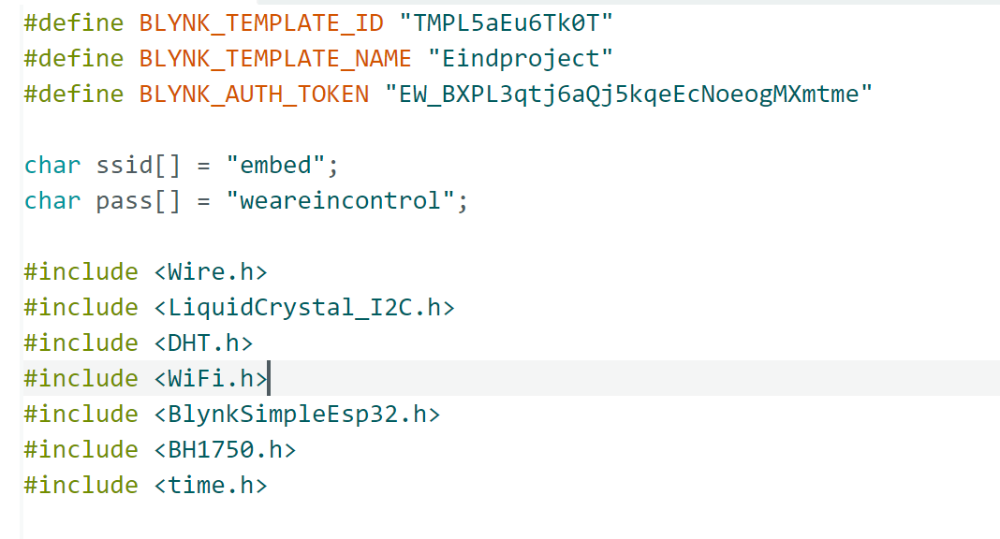 #define BLYNK_TEMPLATE_ID "TMPL5aEu6Tk0T"
#define BLYNK_TEMPLATE_NAME "Eindproject"
#define BLYNK_AUTH_TOKEN "EW_BXPL3qtj6aQj5kqeEcNoeogMXmtme"
char ssid[] = "embed";
char pass[] = "weareincontrol";
#include <Wire.h>
#include <LiquidCrystal_I2C.h>
#include <DHT.h>
#include <WiFi.h>
#include <BlynkSimpleEsp32.h>
#include <BH1750.h>
#include <time.h>